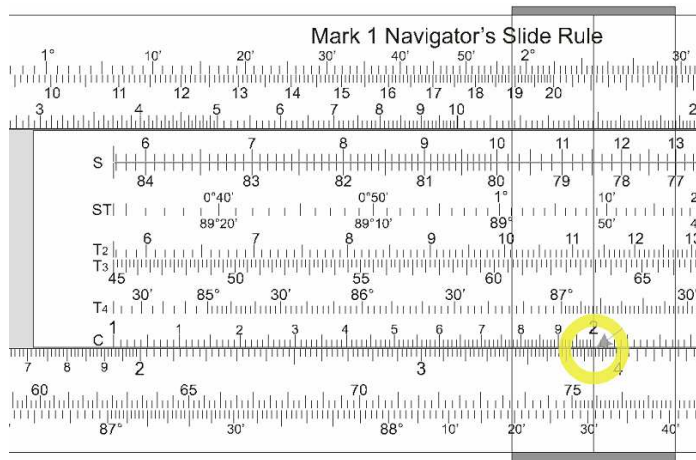 Mark 1 Navigator's Slide Rule
1° 10' 20' 30' 40' 50' 2° 30'
10 11 12 13 14 15 16 17 18 19 20
3 4 5 6 7 8 9 10 2
6 7 8 9 10 11 12 13
S
84 83 82 81 80 79 78 77
0°40' 0°50' 1° 10' 2
ST
89°20' 89°10' 89° 50' 4
T2 6 7 8 9 10 11 12 13
T3
45 50 55 60 65
30' 85° 30' 86° 30' 87° 30'
T4
1 1 2 3 4 5 6 7 8 9 2
C
7 8 9 2 3 4
60 65 70 75
87° 30' 88° 10' 20' 30' 40'